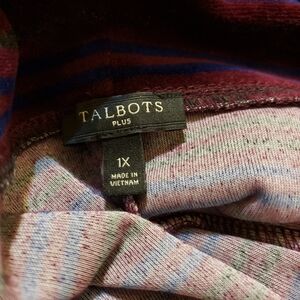 TALBOTS
PLUS
1X
MADE IN
VIETNAM